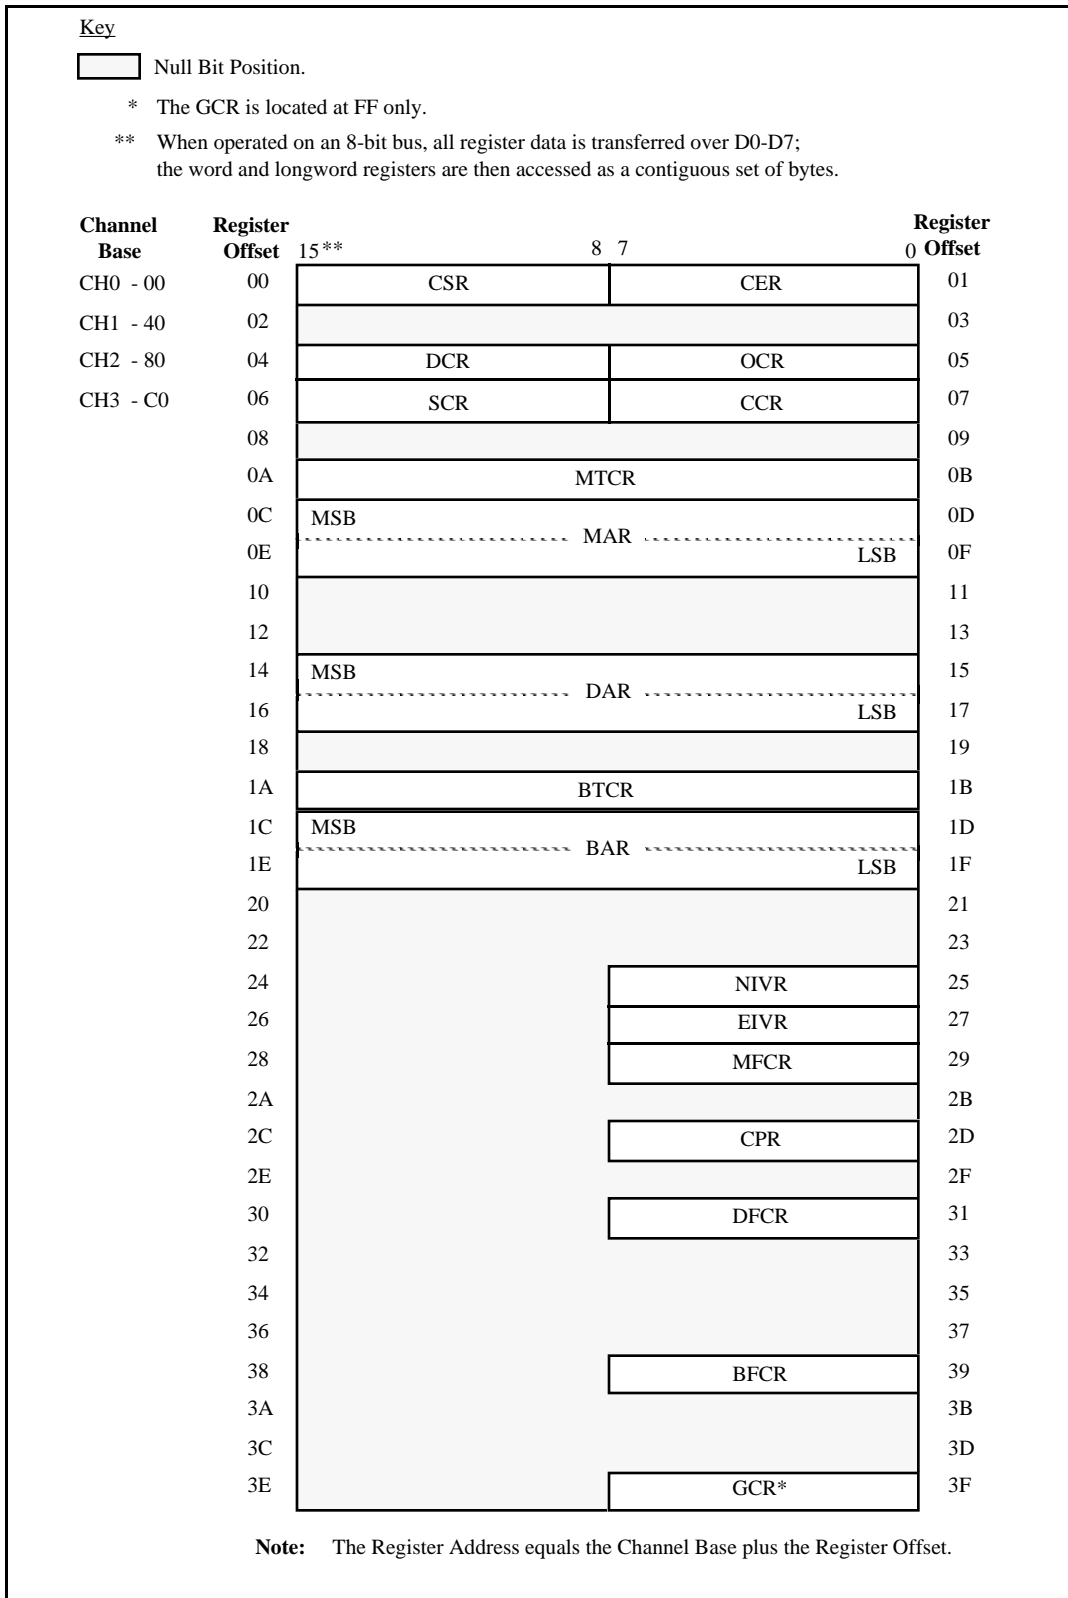 Key
Null Bit Position.
* The GCR is located at FF only.
** When operated on an 8-bit bus, all register data is transferred over D0-D7;
the word and longword registers are then accessed as a contiguous set of bytes.
Channel Register Register
Base Offset 15** 8 7 0 Offset
CH0 - 00 00 CSR CER 01
CH1 - 40 02 03
CH2 - 80 04 DCR OCR 05
CH3 - C0 06 SCR CCR 07
08 09
0A MTCR 0B
0C MSB 0D
MAR
0E LSB 0F
10 11
12 13
14 MSB 15
DAR
16 LSB 17
18 19
1A BTCR 1B
1C MSB 1D
BAR
1E LSB 1F
20 21
22 23
24 NIVR 25
26 EIVR 27
28 MFCR 29
2A 2B
2C CPR 2D
2E 2F
30 DFCR 31
32 33
34 35
36 37
38 BFCR 39
3A 3B
3C 3D
3E GCR* 3F
Note: The Register Address equals the Channel Base plus the Register Offset.